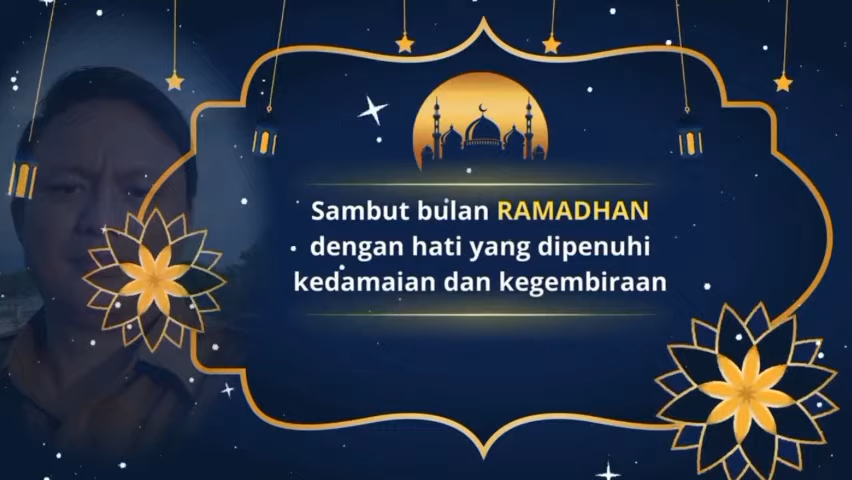 Sambut bulan RAMADHAN
dengan hati yang dipenuhi
kedamaian dan kegembiraan